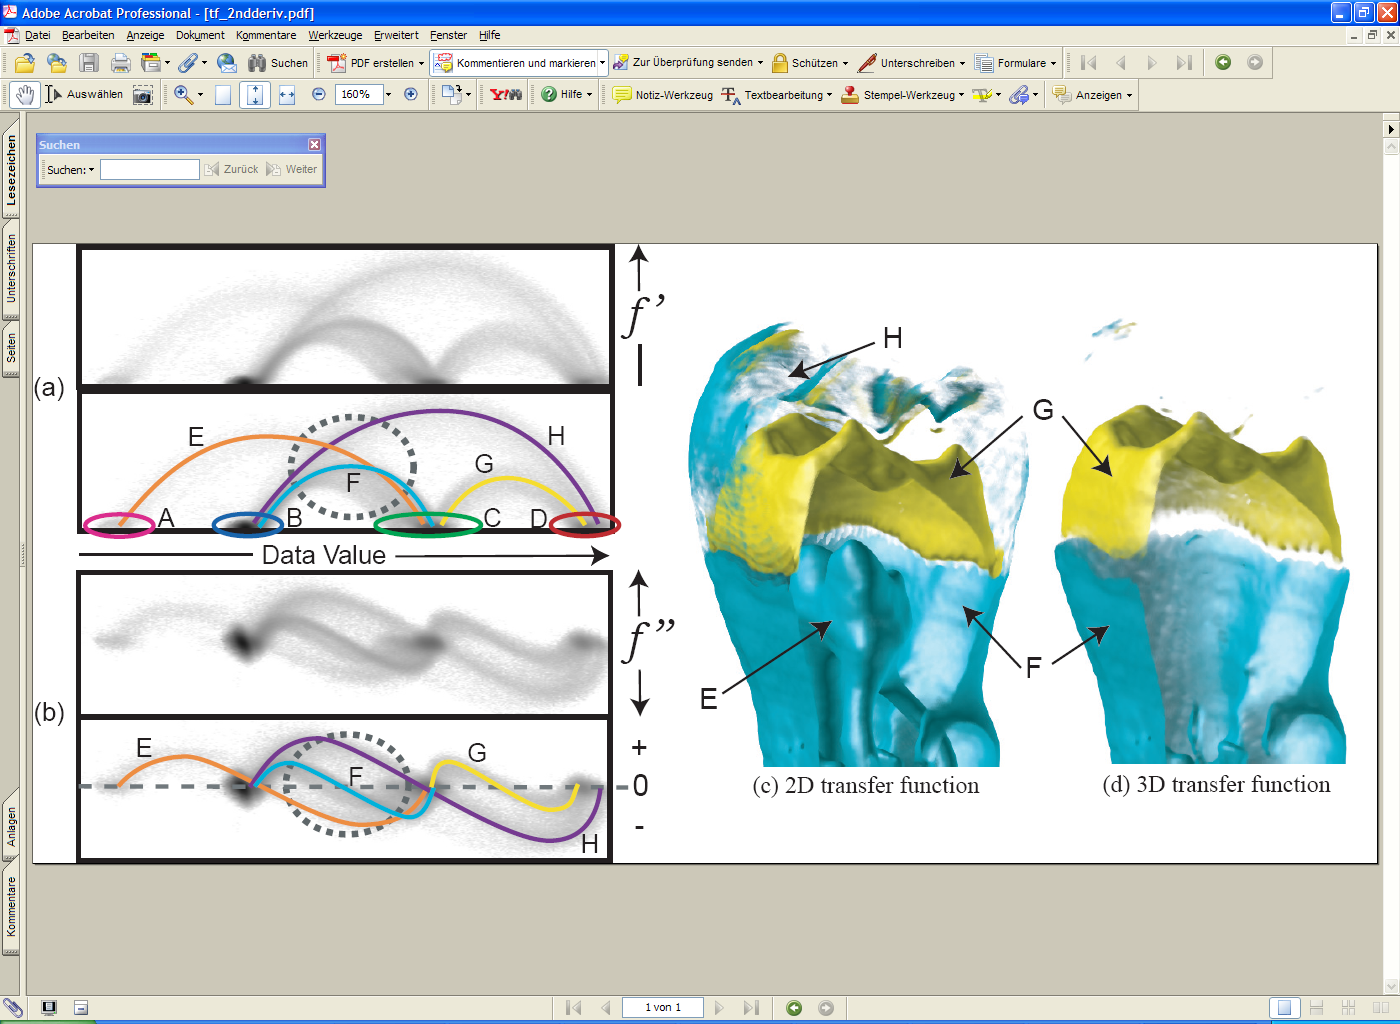 Adobe Acrobat Professional - [tf_2ndderiv.pdf]
Datei Bearbeiten Anzeige Dokument Kommentare Werkzeuge Erweitert Fenster Hilfe
Suchen PDF erstellen Kommentieren und markieren Zur Überprüfung senden Schützen Unterschreiben Formulare
Auswählen 160% Y! Hilfe Notiz-Werkzeug Textbearbeitung Stempel-Werkzeug Anzeigen
Lesezeichen
Unterschriften
Seiten
Anlagen
Kommentare
Suchen
Suchen: Zurück Weiter
f'
(a)
E H
G
F
A B C D
Data Value
f''
(b)
+
E G
F 0
-
H
H
G
F
E
(c) 2D transfer function
(d) 3D transfer function
1 von 1